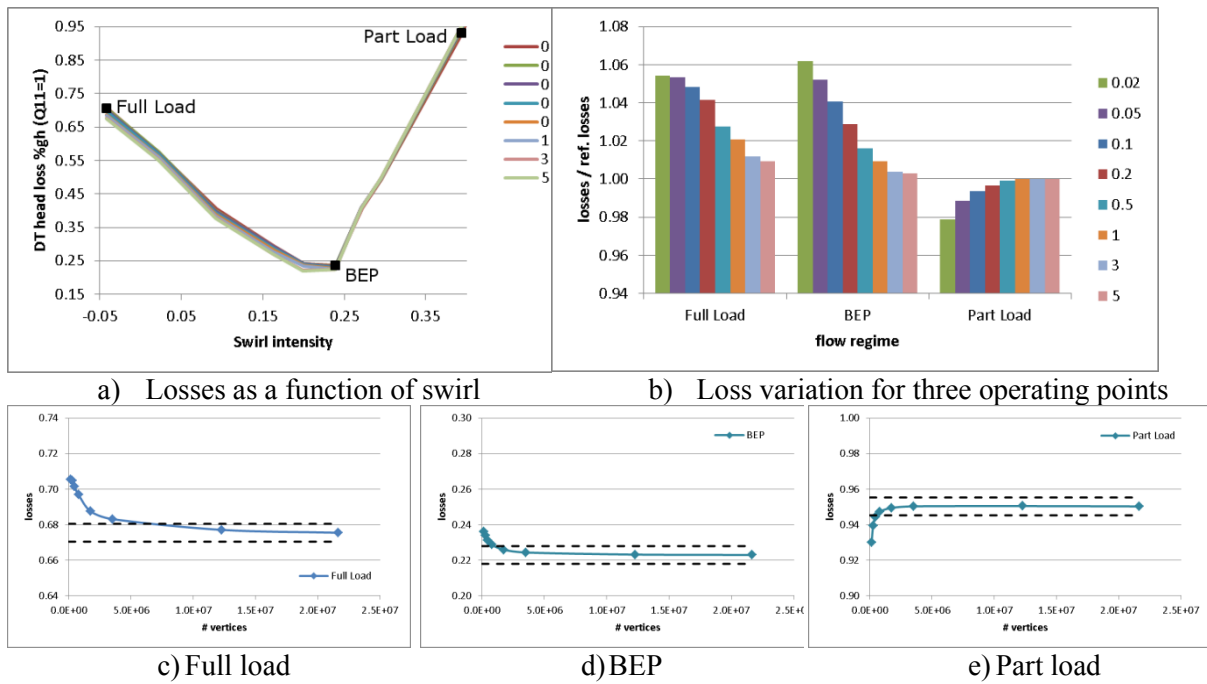 0.95
0.85
0.75
0.65
0.55
0.45
0.35
0.25
0.15
-0.05
0.05
0.15
0.25
0.35
DT head loss %gh (Q11=1)
Swirl intensity
Full Load
Part Load
BEP
0
0
0
0
0
1
3
5
1.08
1.06
1.04
1.02
1.00
0.98
0.96
0.94
losses / ref. losses
Full Load
BEP
Part Load
flow regime
0.02
0.05
0.1
0.2
0.5
1
3
5
a) Losses as a function of swirl
b) Loss variation for three operating points
0.74
0.72
0.70
0.68
0.66
0.64
losses
0.0E+00
5.0E+06
1.0E+07
1.5E+07
2.0E+07
2.5E+07
# vertices
Full Load
0.30
0.28
0.26
0.24
0.22
0.20
losses
0.0E+00
5.0E+06
1.0E+07
1.5E+07
2.0E+07
2.5E+0
# vertices
BEP
1.00
0.98
0.96
0.94
0.92
0.90
losses
0.0E+00
5.0E+06
1.0E+07
1.5E+07
2.0E+07
2.5E+07
# vertices
Part Load
c) Full load
d) BEP
e) Part load